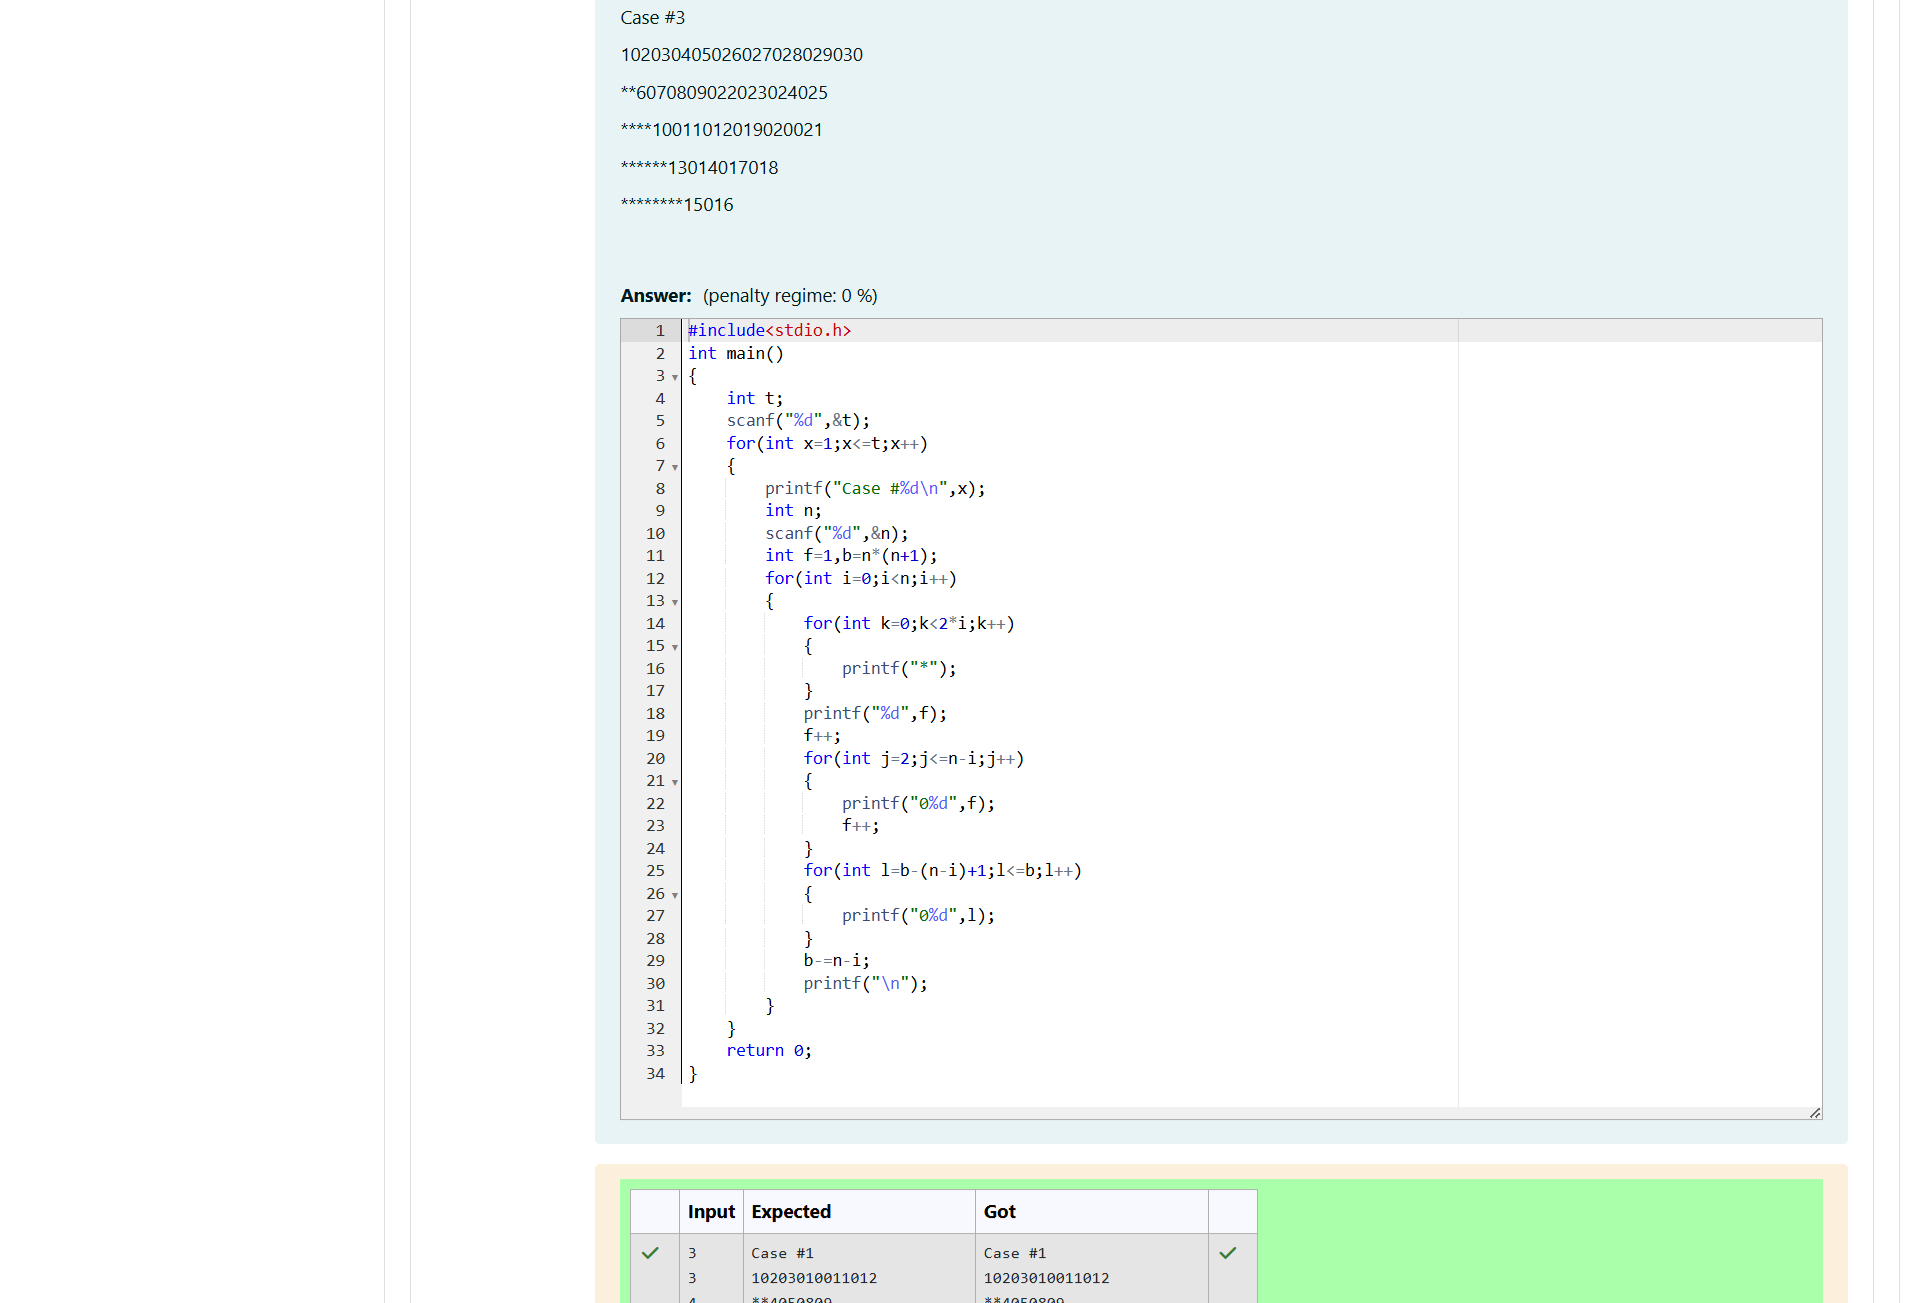 Case #3
102030405026027028029030
**6070809022023024025
****10011012019020021
******13014017018
********15016
Answer: (penalty regime: 0 %)
1 #include<stdio.h>
2 int main()
3 {
4     int t;
5     scanf("%d",&t);
6     for(int x=1;x<=t;x++)
7     {
8         printf("Case #%d\n",x);
9         int n;
10         scanf("%d",&n);
11         int f=1,b=n*(n+1);
12         for(int i=0;i<n;i++)
13         {
14             for(int k=0;k<2*i;k++)
15             {
16                 printf("*");
17             }
18             printf("%d",f);
19             f++;
20             for(int j=2;j<=n-i;j++)
21             {
22                 printf("0%d",f);
23                 f++;
24             }
25             for(int l=b-(n-i)+1;l<=b;l++)
26             {
27                 printf("0%d",l);
28             }
29             b-=n-i;
30             printf("\n");
31         }
32     }
33     return 0;
34 }
Input Expected Got
3 Case #1 Case #1
3 10203010011012 10203010011012
4 **4050809 **4050809